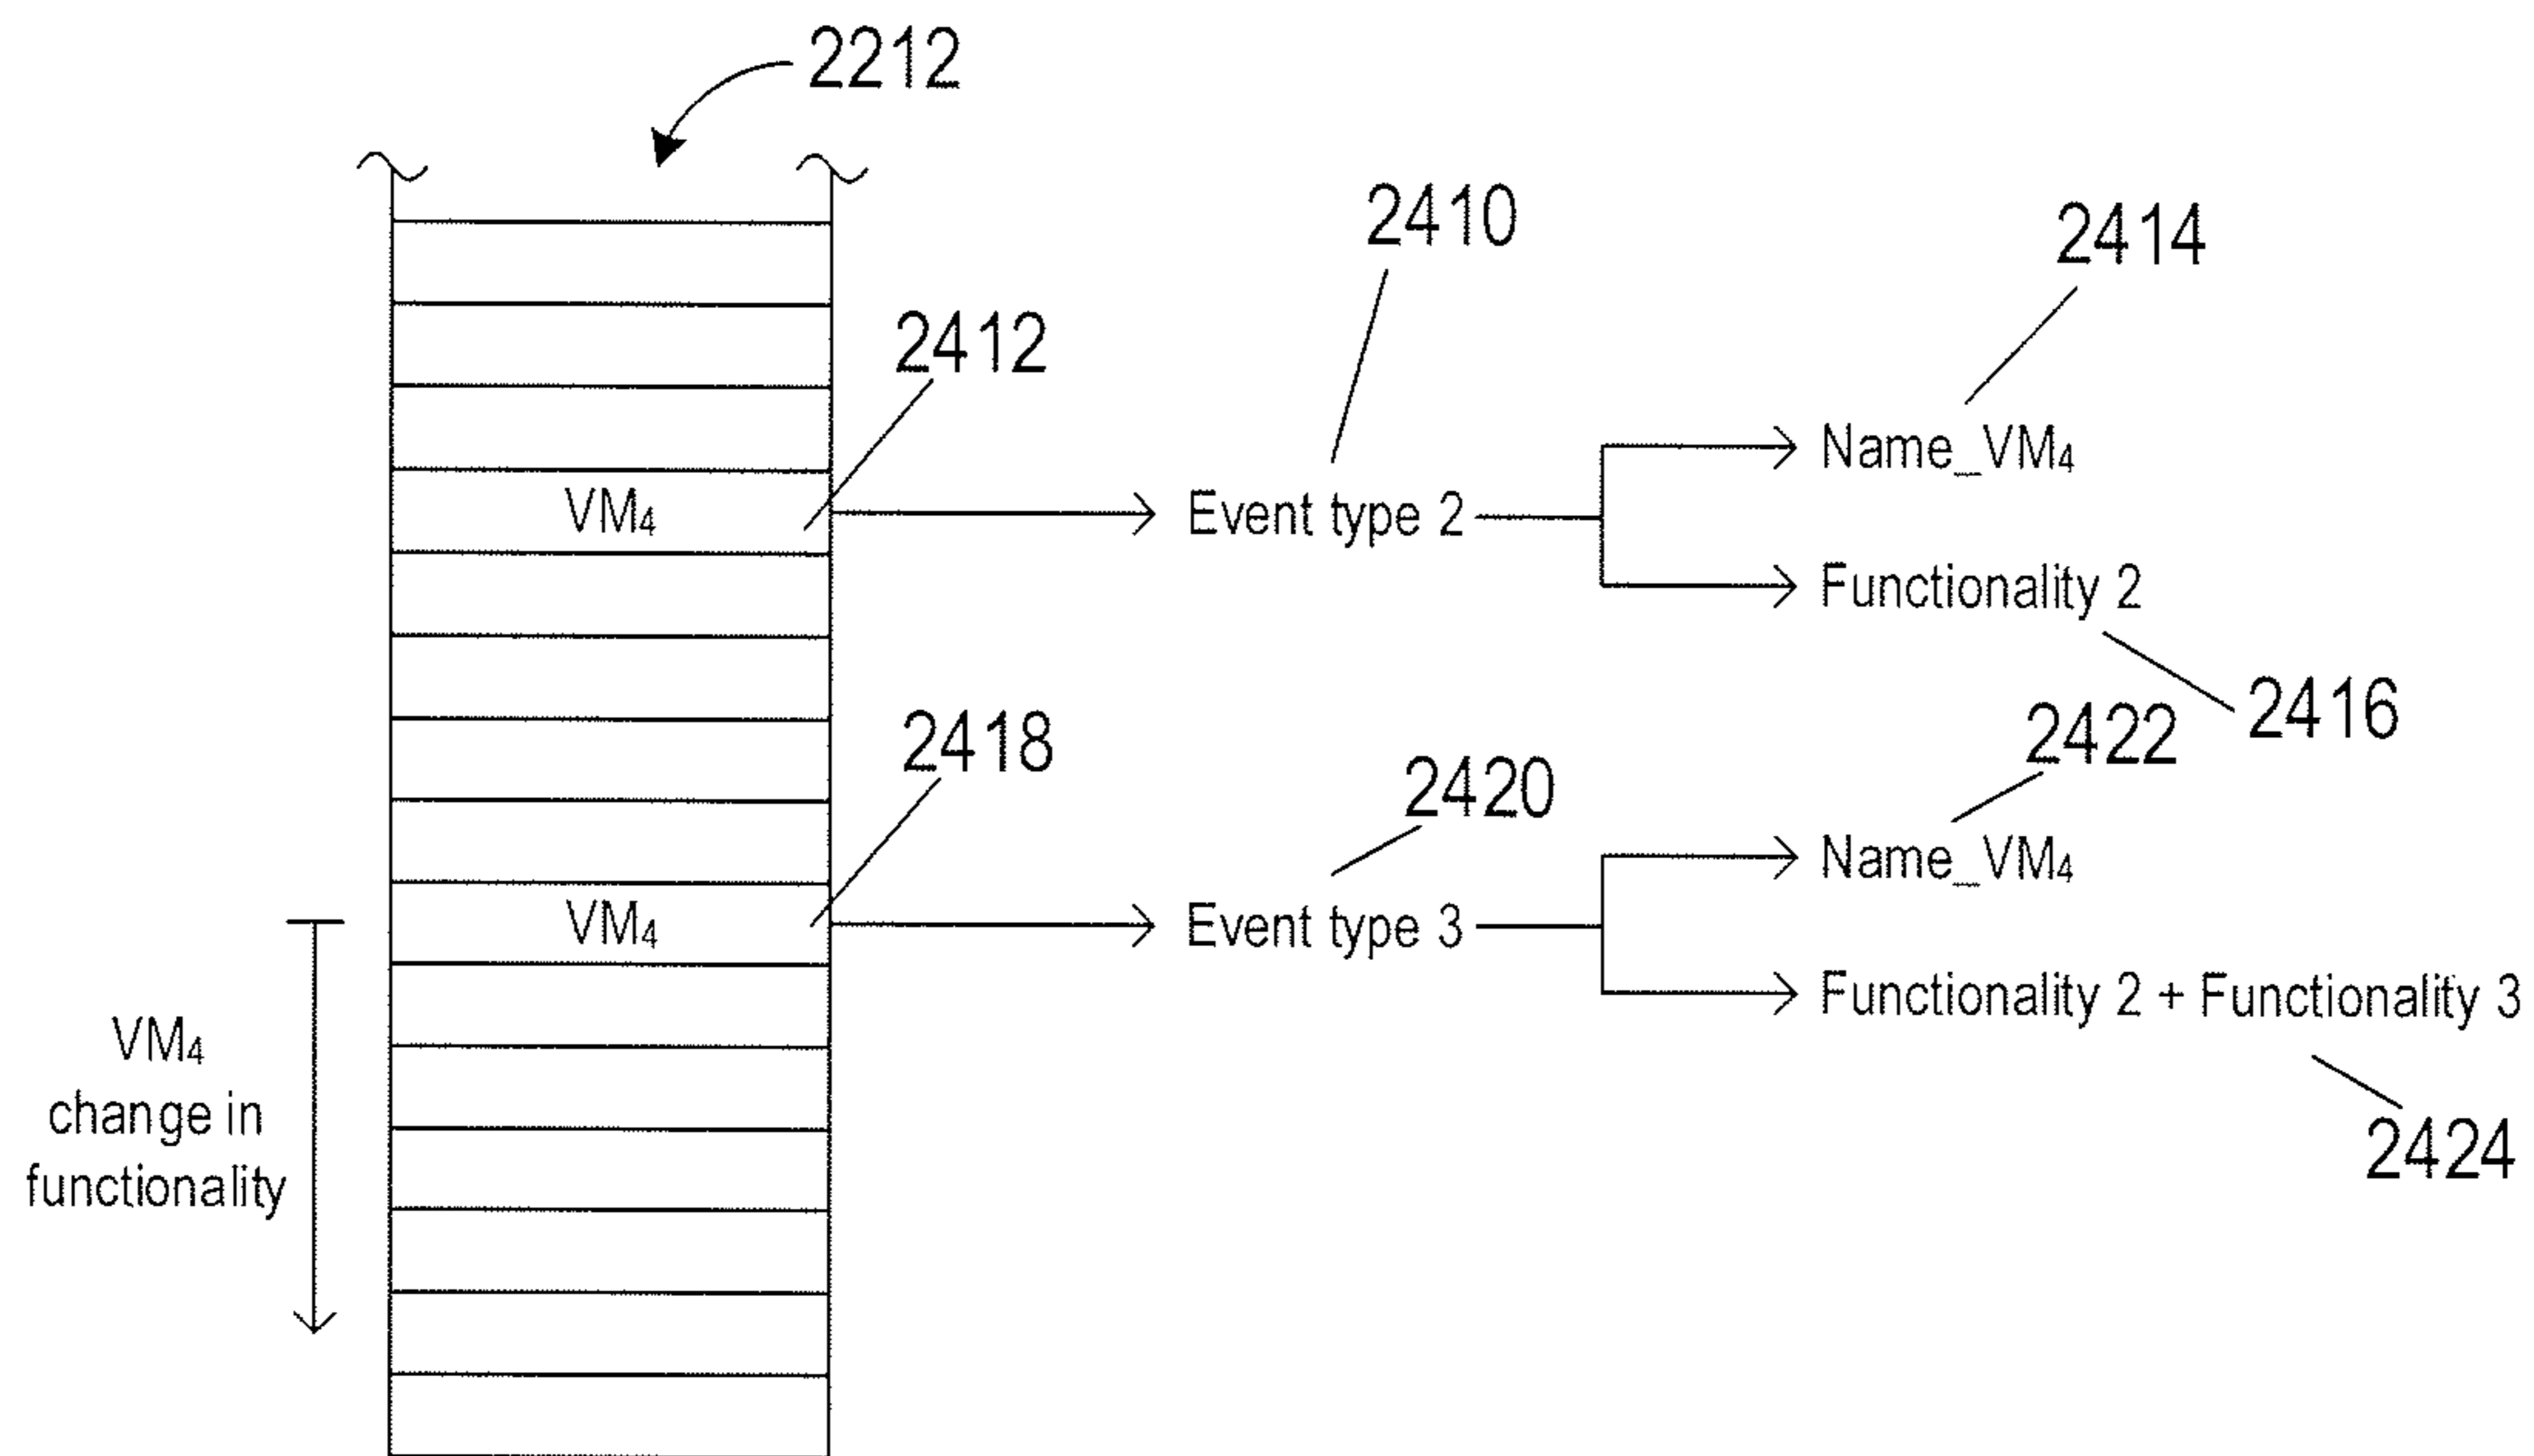 2212
2410
2414
2412
Name_VM₄
VM₄
Event type 2
Functionality 2
2416
2418
2422
2420
Name_VM₄
VM₄
Event type 3
Functionality 2 + Functionality 3
VM₄
change in
functionality
2424